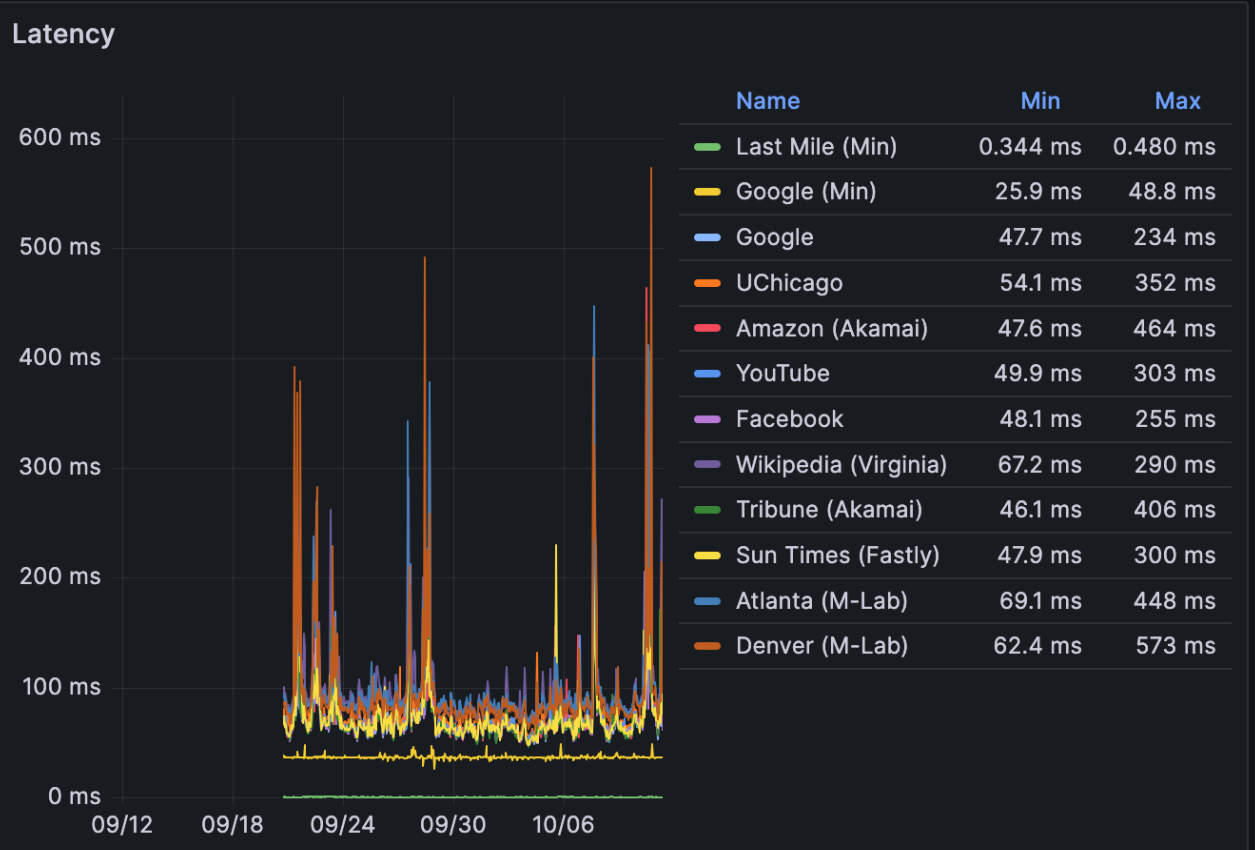 Latency
600 ms
500 ms
400 ms
300 ms
200 ms
100 ms
0 ms
09/12 09/18 09/24 09/30 10/06
Name Min Max
Last Mile (Min) 0.344 ms 0.480 ms
Google (Min) 25.9 ms 48.8 ms
Google 47.7 ms 234 ms
UChicago 54.1 ms 352 ms
Amazon (Akamai) 47.6 ms 464 ms
YouTube 49.9 ms 303 ms
Facebook 48.1 ms 255 ms
Wikipedia (Virginia) 67.2 ms 290 ms
Tribune (Akamai) 46.1 ms 406 ms
Sun Times (Fastly) 47.9 ms 300 ms
Atlanta (M-Lab) 69.1 ms 448 ms
Denver (M-Lab) 62.4 ms 573 ms